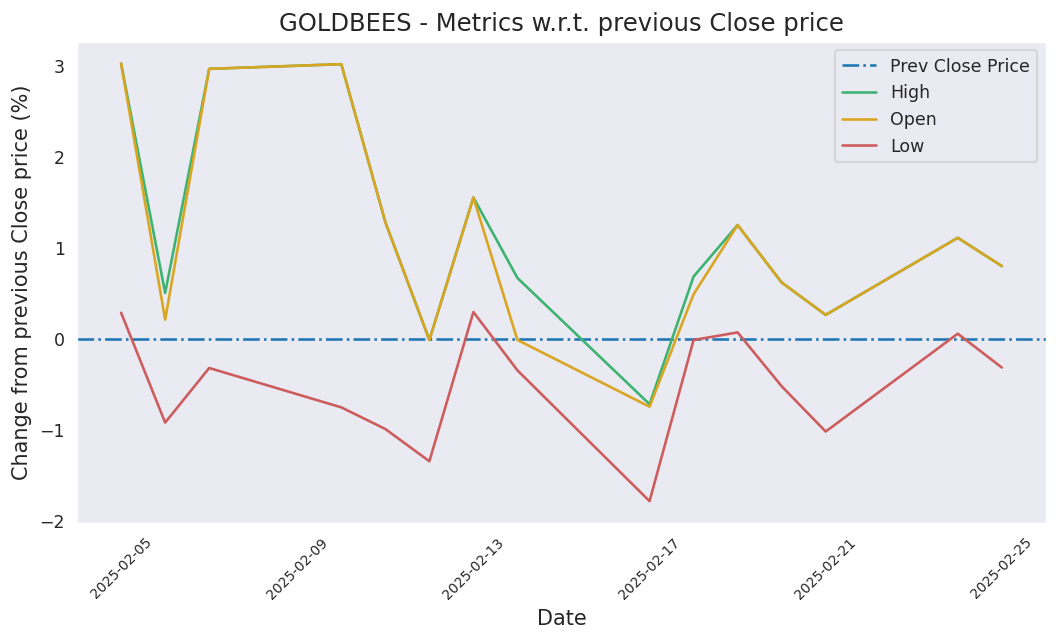 GOLDBEES - Metrics w.r.t. previous Close price
Change from previous Close price (%)
3
2
1
0
−1
−2
Prev Close Price
High
Open
Low
2025-02-05
2025-02-09
2025-02-13
2025-02-17
2025-02-21
2025-02-25
Date